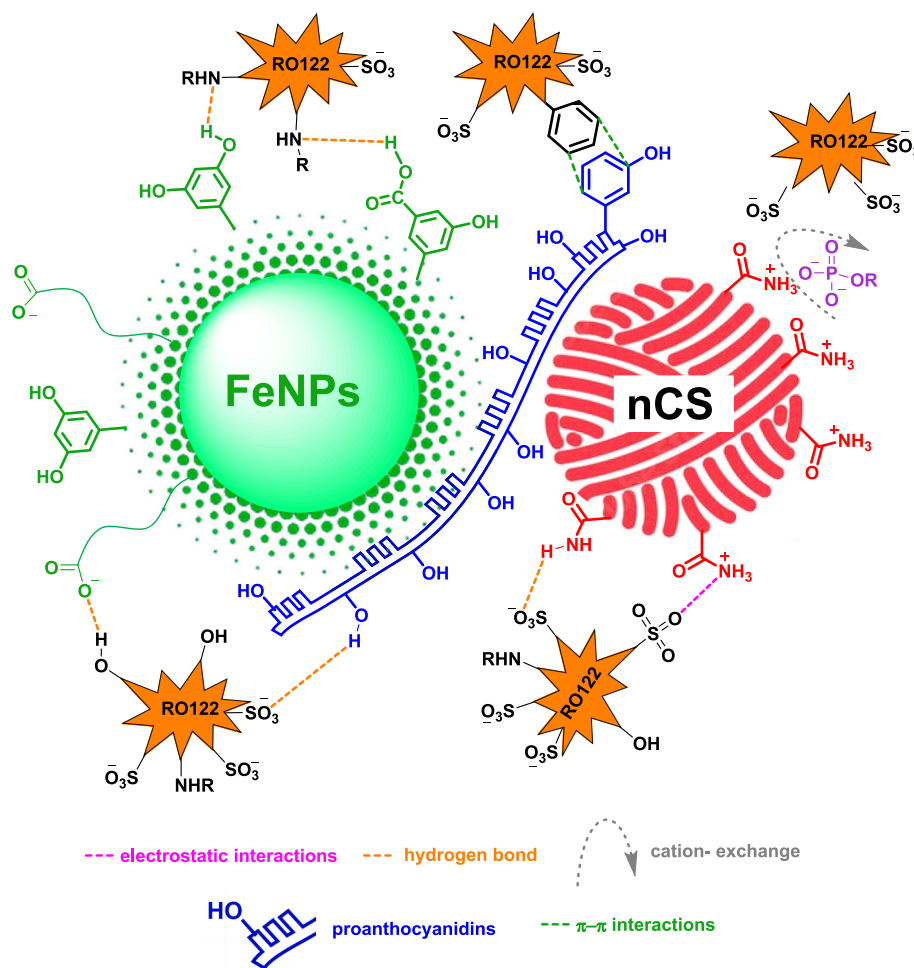 RO122
SO3⁻
RHN
HN
R
H
O
HO
H
O
O
C
OH
RO122
SO3⁻
⁻O3S
OH
HO
HO
OH
HO
HO
HO
RO122
SO3⁻
⁻O3S
SO3⁻
O
NH3⁺
O
⁻O
P
OR
O⁻
O
NH3⁺
O
NH3⁺
O
O⁻
HO
HO
FeNPs
nCS
OH
OH
OH
OH
HO
O
H
O
O⁻
H
O
OH
RO122
SO3⁻
⁻O3S
SO3⁻
NHR
O
H
NH
O
NH3⁺
⁻O3S
O
S
O
O
RHN
⁻O3S
RO122
⁻O3S
OH
electrostatic interactions
hydrogen bond
cation- exchange
HO
proanthocyanidins
π–π interactions